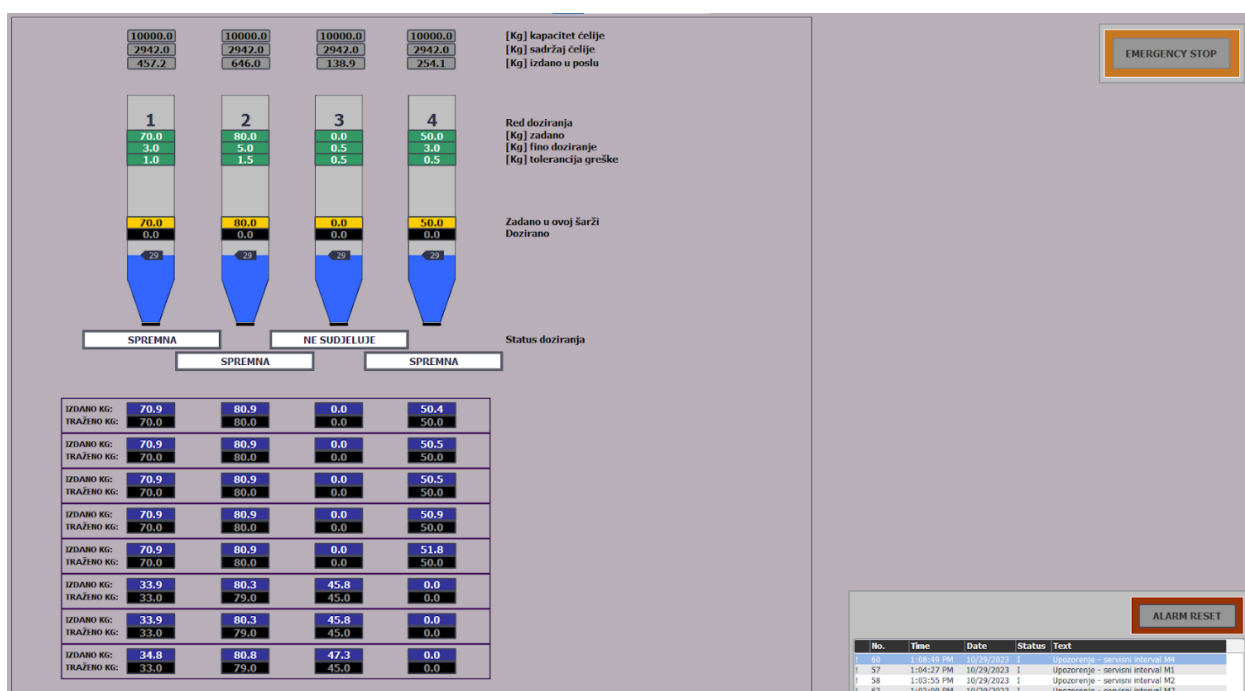 10000.0 10000.0 10000.0 10000.0 [Kg] kapacitet ćelije
2942.0 2942.0 2942.0 2942.0 [Kg] sadržaj ćelije
457.2 646.0 138.9 254.1 [Kg] izdano u poslu
EMERGENCY STOP
1 2 3 4 Red doziranja
70.0 80.0 0.0 50.0 [Kg] zadano
3.0 5.0 0.5 3.0 [Kg] fino doziranje
1.0 1.5 0.5 0.5 [Kg] tolerancija greške
70.0 80.0 0.0 50.0 Zadano u ovoj šarži
0.0 0.0 0.0 0.0 Dozirano
29 29 29 29
SPREMNA NE SUDJELUJE Status doziranja
SPREMNA SPREMNA
IZDANO KG: 70.9 80.9 0.0 50.4
TRAŽENO KG: 70.0 80.0 0.0 50.0
IZDANO KG: 70.9 80.9 0.0 50.5
TRAŽENO KG: 70.0 80.0 0.0 50.0
IZDANO KG: 70.9 80.9 0.0 50.5
TRAŽENO KG: 70.0 80.0 0.0 50.0
IZDANO KG: 70.9 80.9 0.0 50.9
TRAŽENO KG: 70.0 80.0 0.0 50.0
IZDANO KG: 70.9 80.9 0.0 51.8
TRAŽENO KG: 70.0 80.0 0.0 50.0
IZDANO KG: 33.9 80.3 45.8 0.0
TRAŽENO KG: 33.0 79.0 45.0 0.0
IZDANO KG: 33.9 80.3 45.8 0.0
TRAŽENO KG: 33.0 79.0 45.0 0.0
IZDANO KG: 34.8 80.8 47.3 0.0
TRAŽENO KG: 33.0 79.0 45.0 0.0
ALARM RESET
No. Time Date Status Text
! 60 1:08:49 PM 10/29/2023 I Upozorenje - servisni interval M4
! 57 1:04:27 PM 10/29/2023 I Upozorenje - servisni interval M1
! 58 1:03:55 PM 10/29/2023 I Upozorenje - servisni interval M2